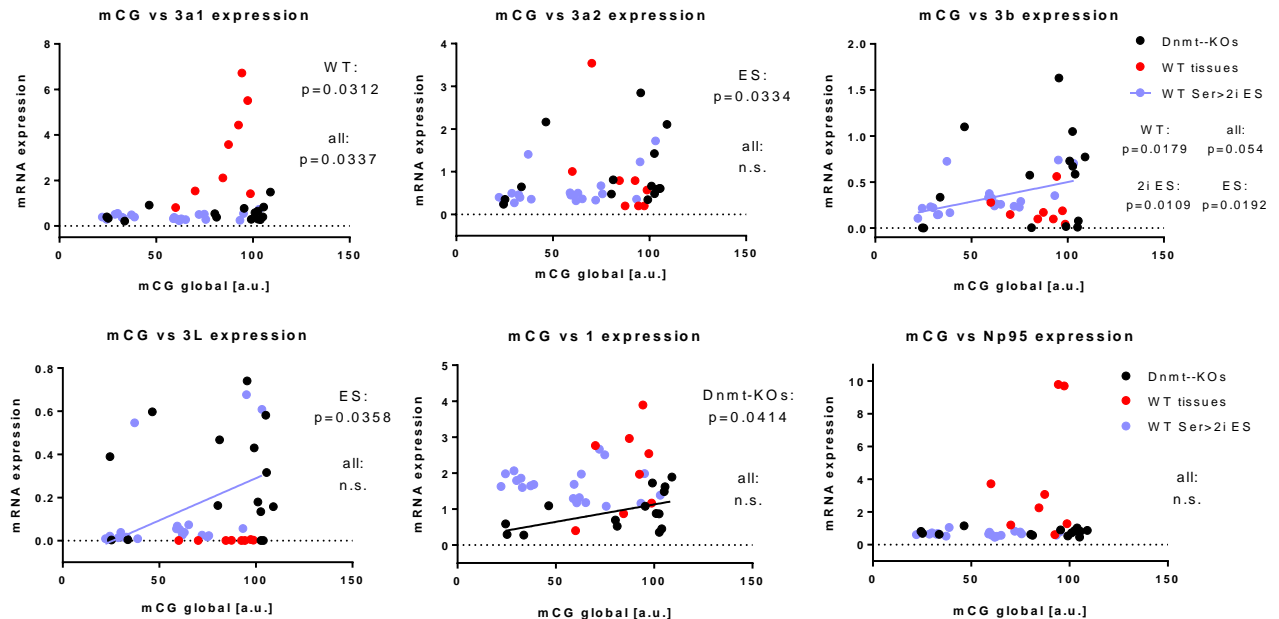 mCG vs 3a1 expression
mRNA expression
8
6
4
2
0
WT:
p=0.0312
all:
p=0.0337
0
50
100
150
mCG global [a.u.]
mCG vs 3a2 expression
mRNA expression
4
3
2
1
0
ES:
p=0.0334
all:
n.s.
0
50
100
150
mCG global [a.u.]
mCG vs 3b expression
mRNA expression
2.0
1.5
1.0
0.5
0.0
Dnmt--KOs
WT tissues
WT Ser>2i ES
WT: all:
p=0.0179 p=0.054
2i ES: ES:
p=0.0109 p=0.0192
0
50
100
150
mCG global [a.u.]
mCG vs 3L expression
mRNA expression
0.8
0.6
0.4
0.2
0.0
ES:
p=0.0358
all:
n.s.
0
50
100
150
mCG global [a.u.]
mCG vs 1 expression
mRNA expression
5
4
3
2
1
0
Dnmt-KOs:
p=0.0414
all:
n.s.
0
50
100
150
mCG global [a.u.]
mCG vs Np95 expression
mRNA expression
10
8
6
4
2
0
Dnmt--KOs
WT tissues
WT Ser>2i ES
all:
n.s.
0
50
100
150
mCG global [a.u.]